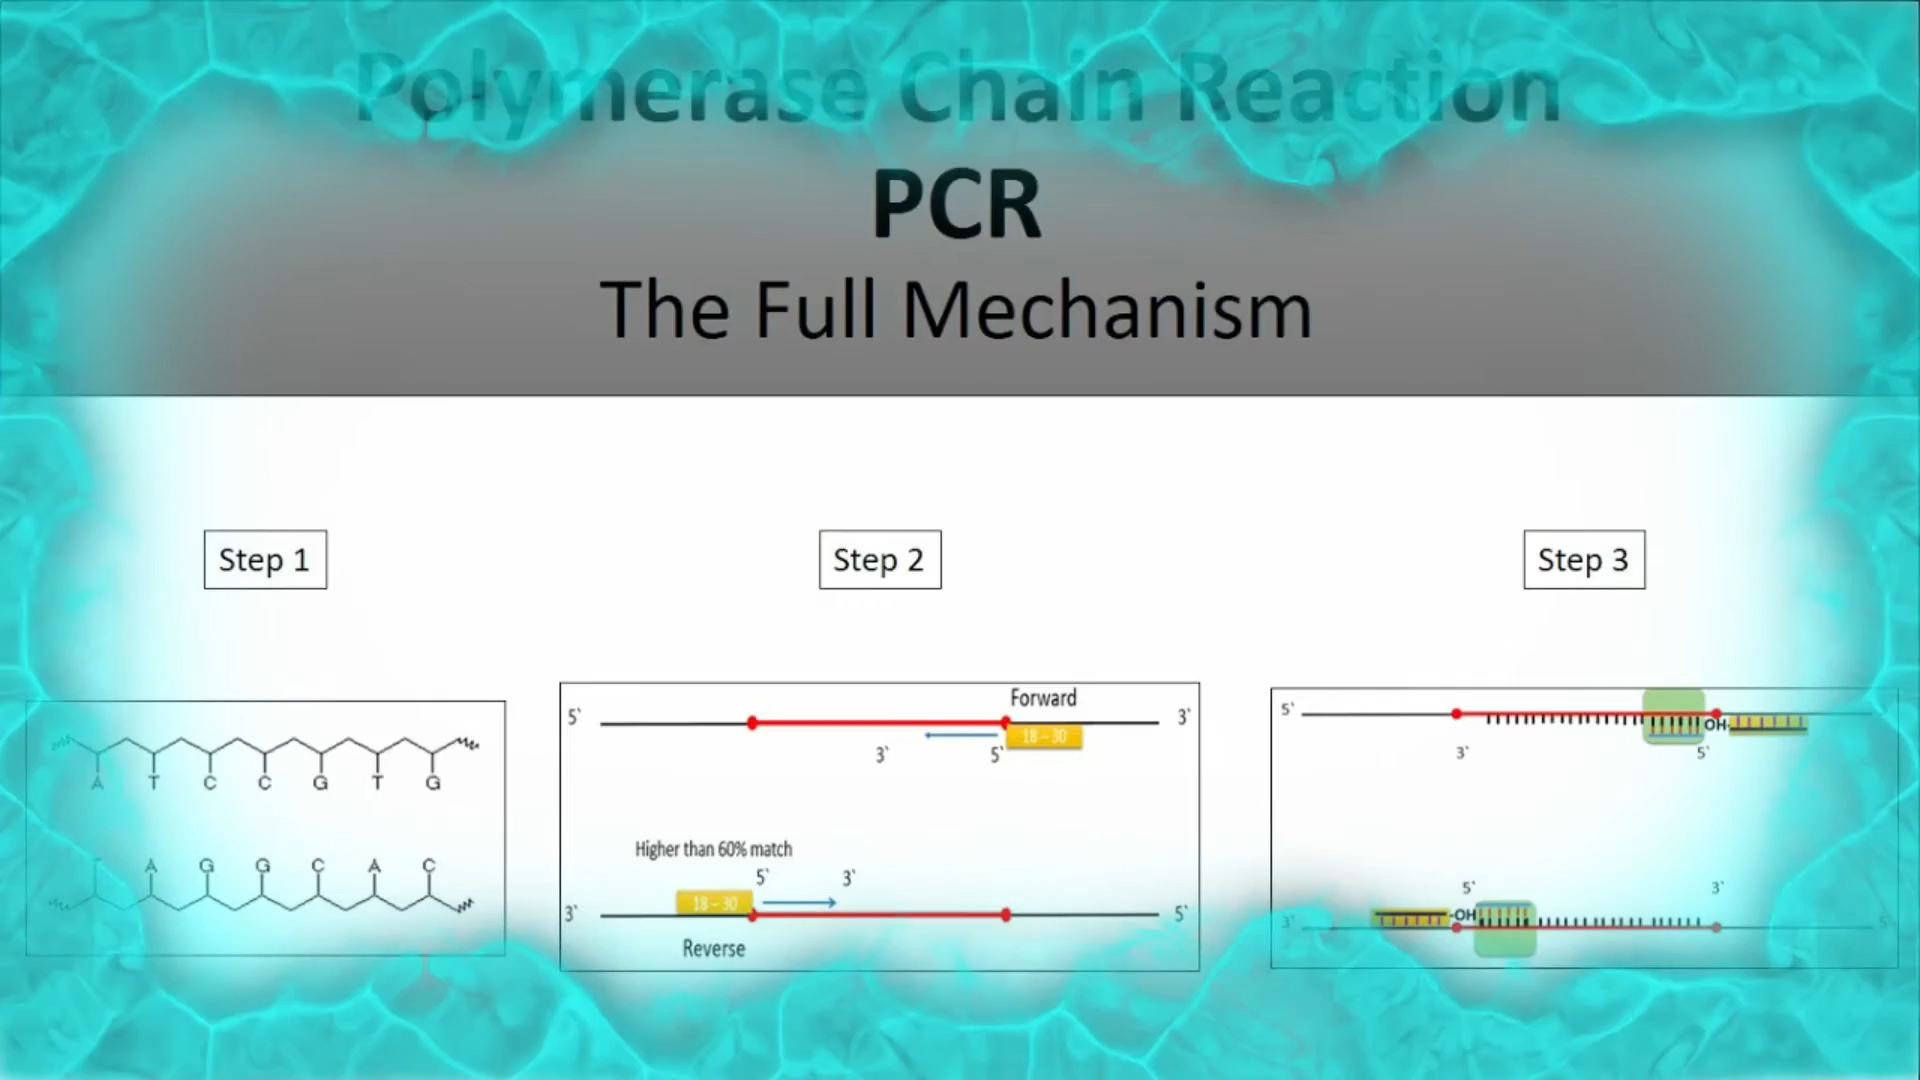 Polymerase Chain Reaction
PCR
The Full Mechanism
Step 1
Step 2
Step 3
A T C C G T G
T A G G C A C
Forward
5` 3`
18 – 30
3` 5`
Higher than 60% match
5` 3`
18 – 30
3` 5`
Reverse
5`
OH
3` 5`
5` 3`
-OH
3` 5`